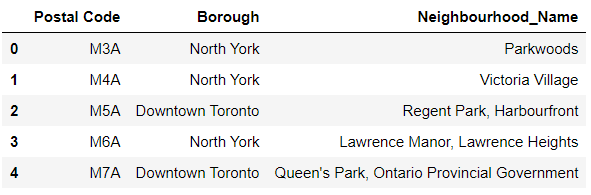 Postal Code Borough Neighbourhood_Name
0 M3A North York Parkwoods
1 M4A North York Victoria Village
2 M5A Downtown Toronto Regent Park, Harbourfront
3 M6A North York Lawrence Manor, Lawrence Heights
4 M7A Downtown Toronto Queen's Park, Ontario Provincial Government